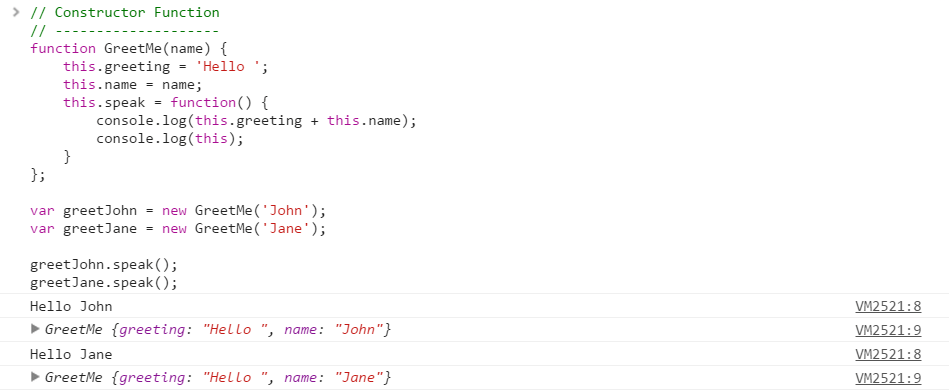 // Constructor Function
// --------------------
function GreetMe(name) {
    this.greeting = 'Hello ';
    this.name = name;
    this.speak = function() {
        console.log(this.greeting + this.name);
        console.log(this);
    }
};

var greetJohn = new GreetMe('John');
var greetJane = new GreetMe('Jane');

greetJohn.speak();
greetJane.speak();
Hello John VM2521:8
GreetMe {greeting: "Hello ", name: "John"} VM2521:9
Hello Jane VM2521:8
GreetMe {greeting: "Hello ", name: "Jane"} VM2521:9